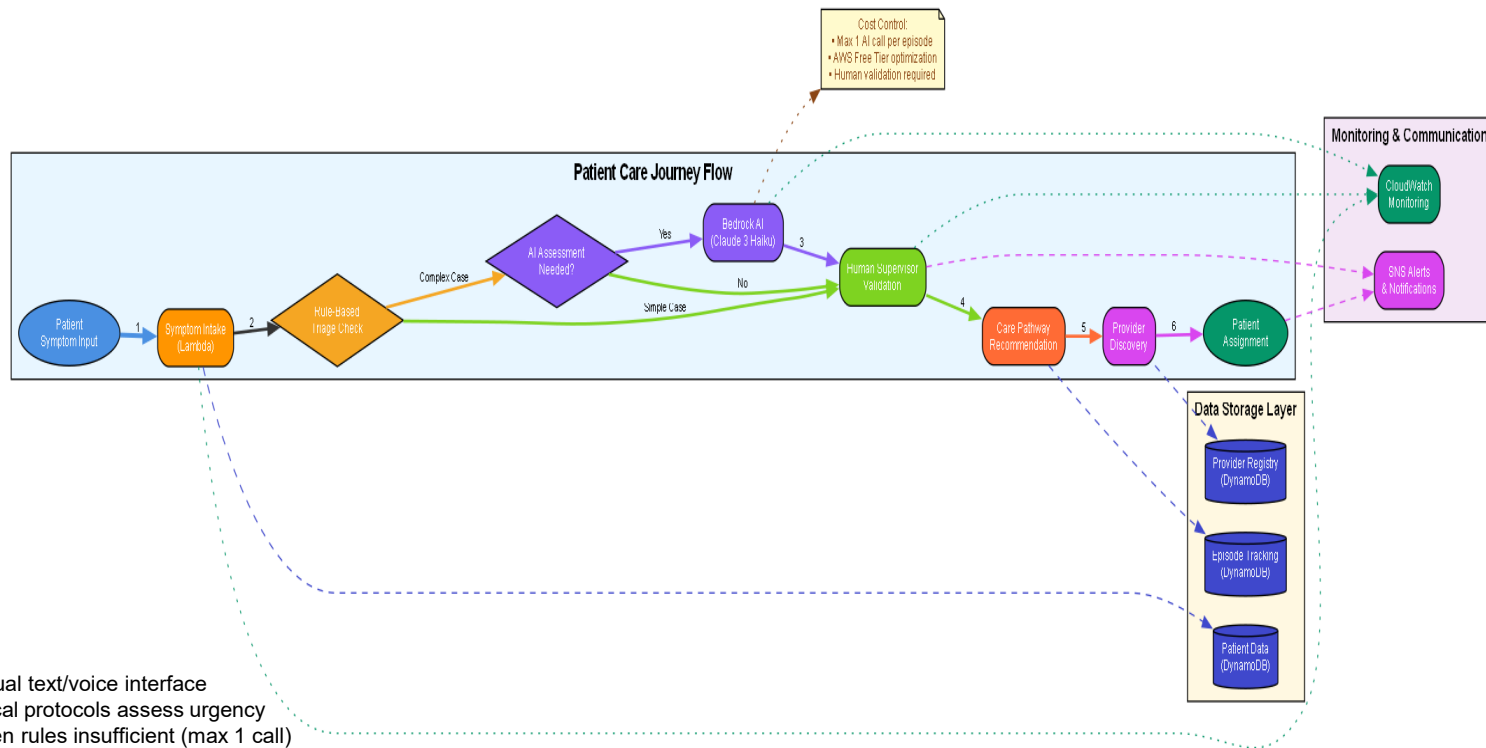 Cost Control:
• Max 1 AI call per episode
• AWS Free Tier optimization
• Human validation required
Monitoring & Communication
Patient Care Journey Flow
CloudWatch
Monitoring
Bedrock AI
(Claude 3 Haiku)
Yes
3
AI Assessment
Needed?
Human Supervisor
Validation
SNS Alerts
& Notifications
Complex Case
No
Simple Case
4
Rule-Based
Triage Check
Patient
Symptom Input
1
Symptom Intake
(Lambda)
2
Care Pathway
Recommendation
5
Provider
Discovery
6
Patient
Assignment
Data Storage Layer
Provider Registry
(DynamoDB)
Episode Tracking
(DynamoDB)
Patient Data
(DynamoDB)
text/voice interface
protocols assess urgency
rules insufficient (max 1 call)